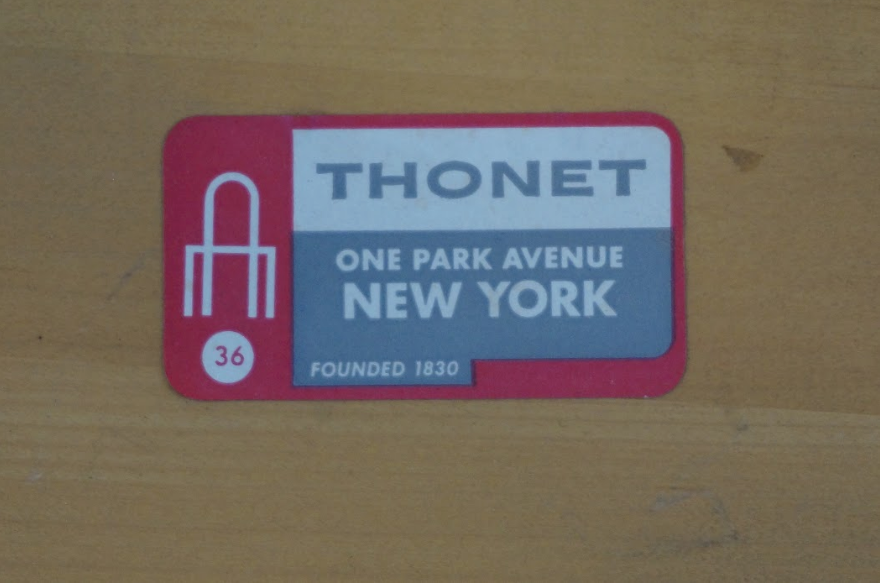 THONET
ONE PARK AVENUE
NEW YORK
36
FOUNDED 1830